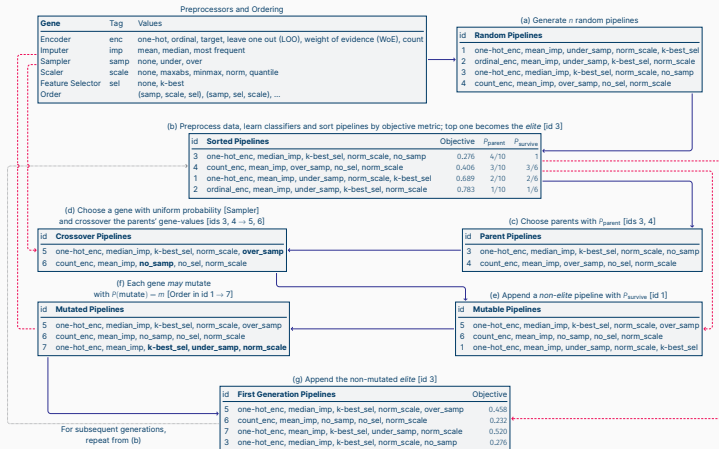 Preprocessors and Ordering
Gene Tag Values
Encoder enc one-hot, ordinal, target, leave one out (LOO), weight of evidence (WoE), count
Imputer imp mean, median, most frequent
Sampler samp none, under, over
Scaler scale none, maxabs, minmax, norm, quantile
Feature Selector sel none, k-best
Order (samp, scale, sel), (samp, sel, scale), ...
(a) Generate n random pipelines
id Random Pipelines
1 one-hot_enc, mean_imp, under_samp, norm_scale, k-best_sel
2 ordinal_enc, mean_imp, under_samp, k-best_sel, norm_scale
3 one-hot_enc, mean_imp, k-best_sel, norm_scale, no_samp
4 count_enc, mean_imp, over_samp, no_sel, norm_scale
(b) Preprocess data, learn classifiers and sort pipelines by objective metric; top one becomes the elite [id 3]
id Sorted Pipelines Objective Pparent Psurvive
3 one-hot_enc, median_imp, k-best_sel, norm_scale, no_samp 0.276 4/10 1
4 count_enc, mean_imp, over_samp, no_sel, norm_scale 0.406 3/10 3/6
1 one-hot_enc, mean_imp, under_samp, norm_scale, k-best_sel 0.689 2/10 2/6
2 ordinal_enc, mean_imp, under_samp, k-best_sel, norm_scale 0.783 1/10 1/6
(d) Choose a gene with uniform probability [Sampler]
and crossover the parents' gene-values [ids 3, 4 → 5, 6]
id Crossover Pipelines
5 one-hot_enc, median_imp, k-best_sel, norm_scale, over_samp
6 count_enc, mean_imp, no_samp, no_sel, norm_scale
(c) Choose parents with Pparent [ids 3, 4]
id Parent Pipelines
3 one-hot_enc, mean_imp, k-best_sel, norm_scale, no_samp
4 count_enc, mean_imp, over_samp, no_sel, norm_scale
(f) Each gene may mutate
with P(mutate) = m [Order in id 1 → 7]
id Mutated Pipelines
5 one-hot_enc, median_imp, k-best_sel, norm_scale, over_samp
6 count_enc, mean_imp, no_samp, no_sel, norm_scale
7 one-hot_enc, mean_imp, k-best_sel, under_samp, norm_scale
(e) Append a non-elite pipeline with Psurvive [id 1]
id Mutable Pipelines
5 one-hot_enc, median_imp, k-best_sel, norm_scale, over_samp
6 count_enc, mean_imp, no_samp, no_sel, norm_scale
1 one-hot_enc, mean_imp, under_samp, norm_scale, k-best_sel
(g) Append the non-mutated elite [id 3]
id First Generation Pipelines Objective
5 one-hot_enc, median_imp, k-best_sel, norm_scale, over_samp 0.458
6 count_enc, mean_imp, no_samp, no_sel, norm_scale 0.232
7 one-hot_enc, mean_imp, k-best_sel, under_samp, norm_scale 0.520
3 one-hot_enc, mean_imp, k-best_sel, norm_scale, no_samp 0.276
For subsequent generations,
repeat from (b)